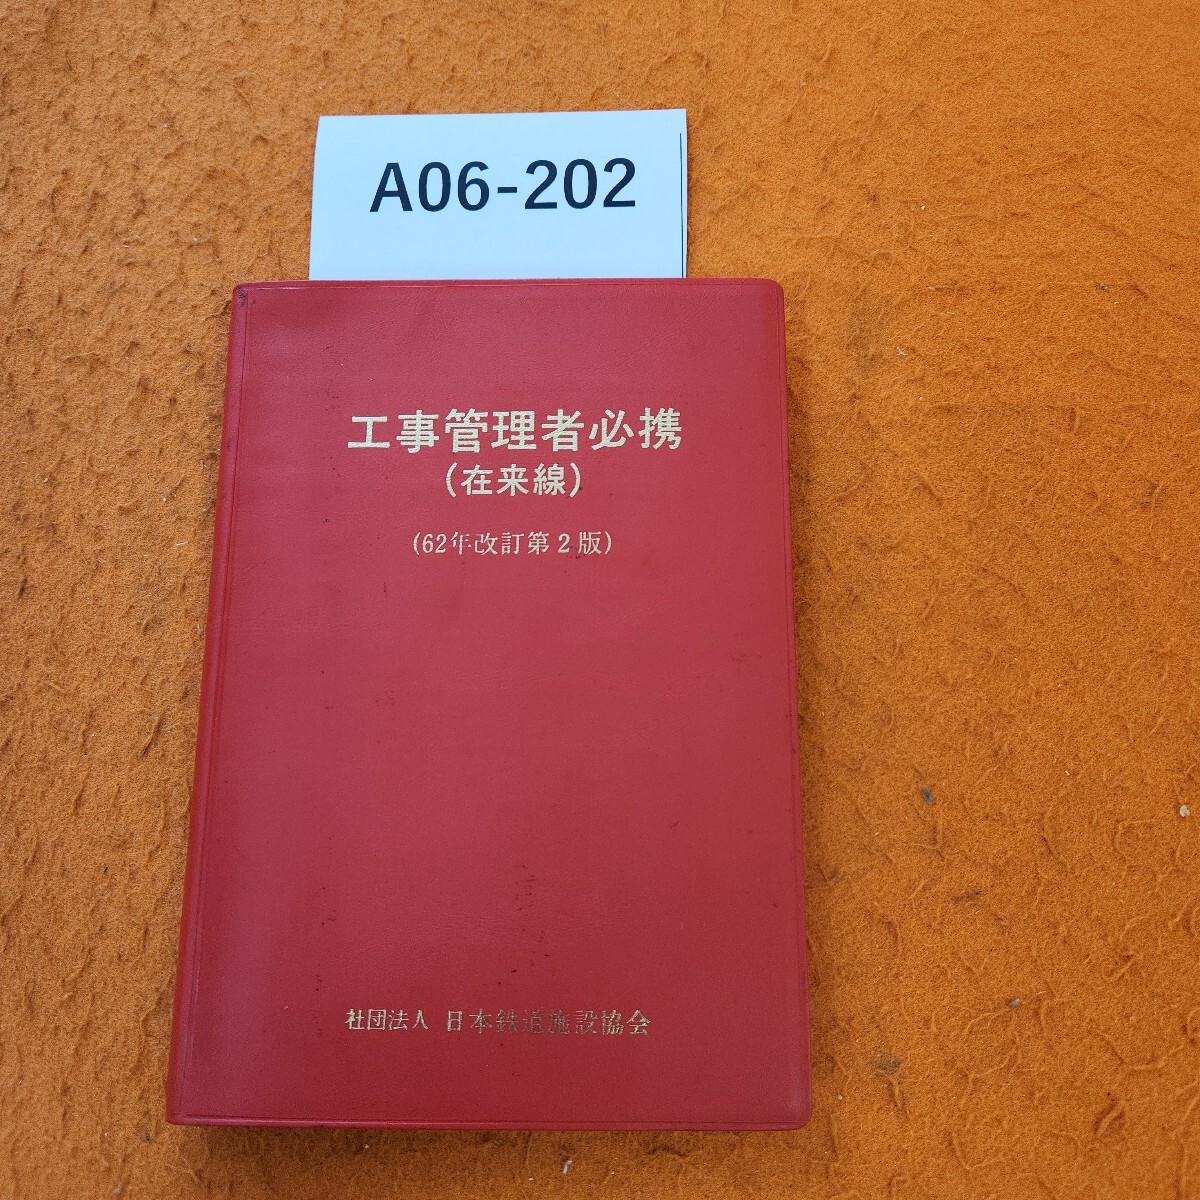 A06-202
工事管理者必携
(在来線)
(62年改訂第2版)
社団法人 日本鉄道施設協会